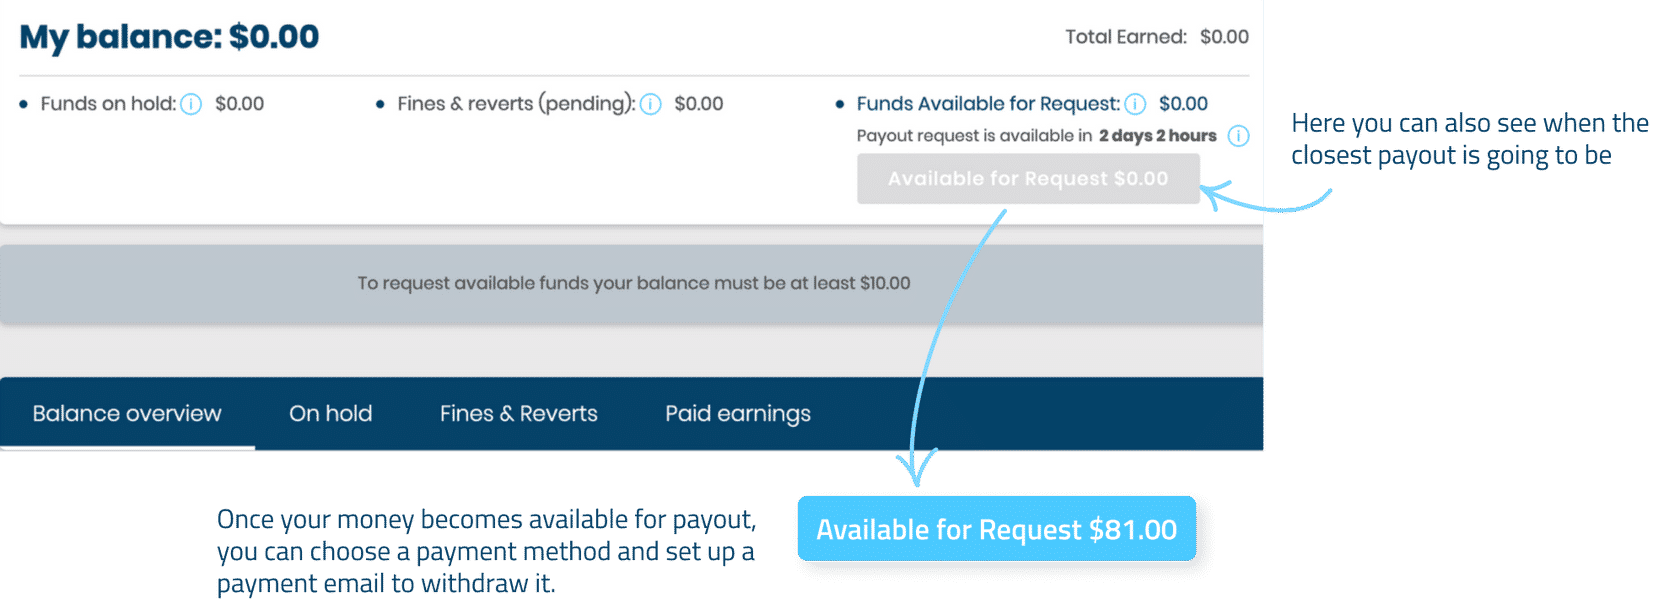 My balance: $0.00
Total Earned: $0.00
Funds on hold: i $0.00
Fines & reverts (pending): i $0.00
Funds Available for Request: i $0.00
Payout request is available in 2 days 2 hours i
Available for Request $0.00
Here you can also see when the
closest payout is going to be
To request available funds your balance must be at least $10.00
Balance overview
On hold
Fines & Reverts
Paid earnings
Once your money becomes available for payout,
you can choose a payment method and set up a
payment email to withdraw it.
Available for Request $81.00